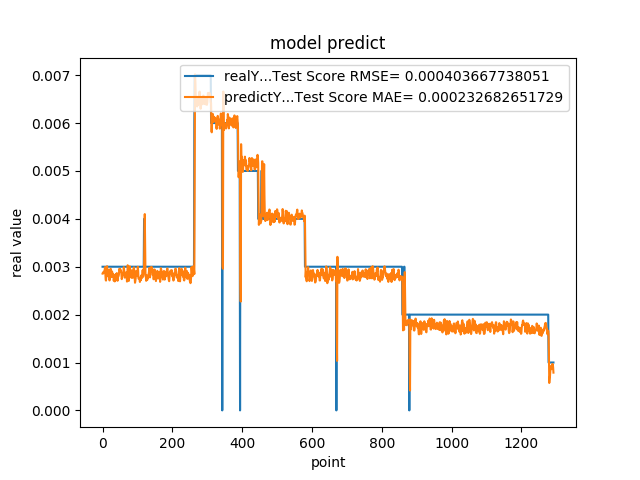 model predict
realY...Test Score RMSE= 0.000403667738051
predictY...Test Score MAE= 0.000232682651729
0.007
0.006
0.005
0.004
0.003
0.002
0.001
0.000
real value
0 200 400 600 800 1000 1200
point